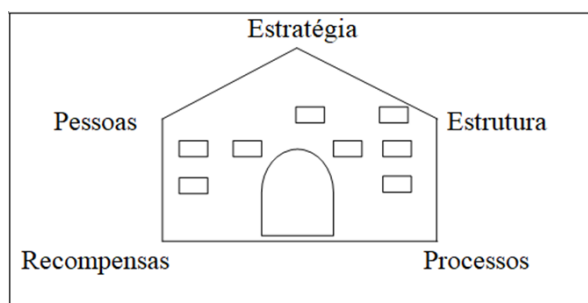 Estratégia
Pessoas
Estrutura
Recompensas
Processos